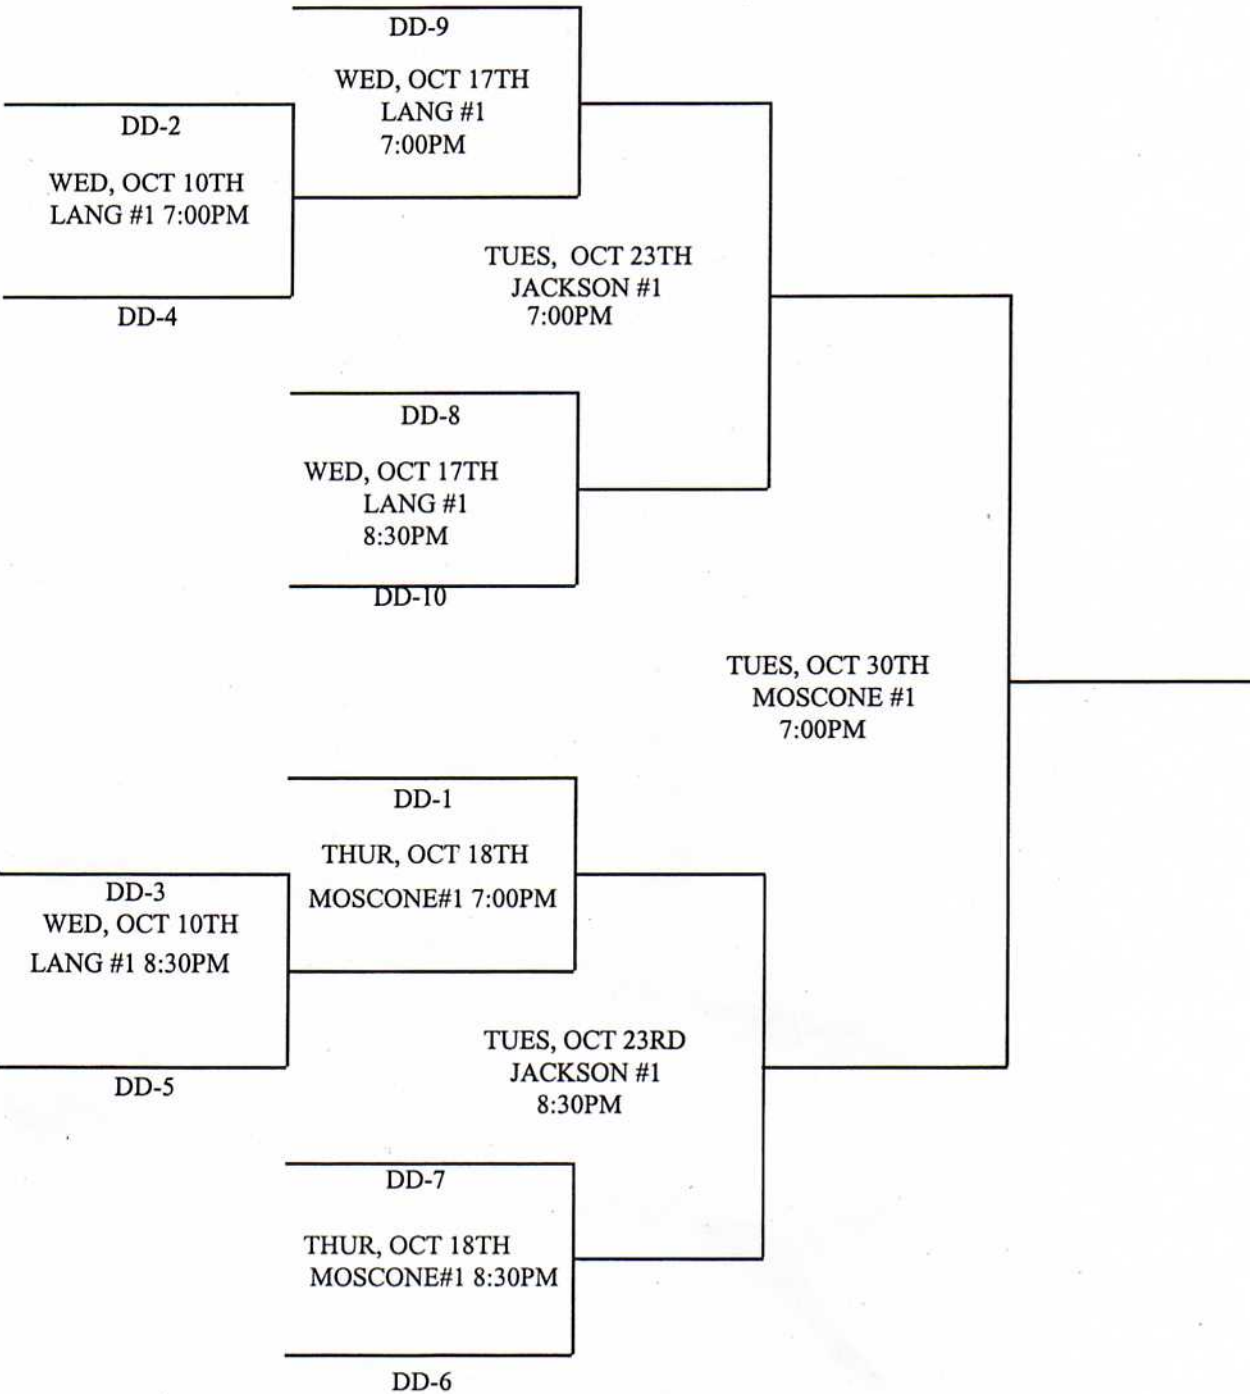 DD-9
WED, OCT 17TH
LANG #1
7:00PM
DD-2
WED, OCT 10TH
LANG #1 7:00PM
DD-4
TUES, OCT 23TH
JACKSON #1
7:00PM
DD-8
WED, OCT 17TH
LANG #1
8:30PM
DD-10
TUES, OCT 30TH
MOSCONE #1
7:00PM
DD-1
THUR, OCT 18TH
MOSCONE#1 7:00PM
DD-3
WED, OCT 10TH
LANG #1 8:30PM
DD-5
TUES, OCT 23RD
JACKSON #1
8:30PM
DD-7
THUR, OCT 18TH
MOSCONE#1 8:30PM
DD-6